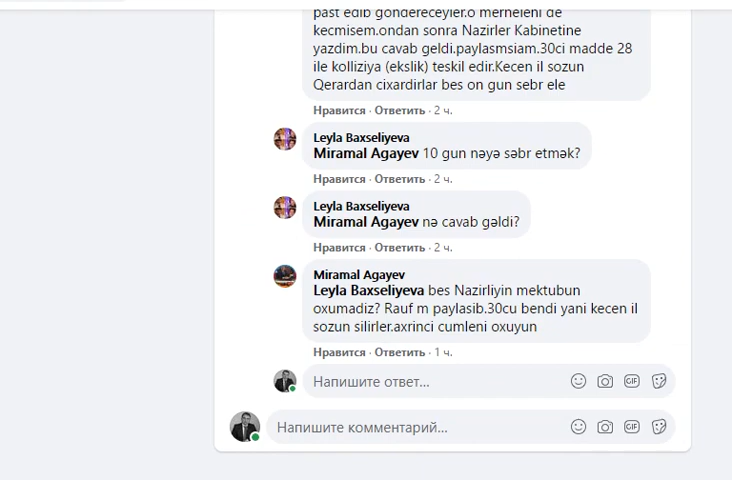 past edib gondereceyler.o merheleni de
kecmisem.ondan sonra Nazirler Kabinetine
yazdim.bu cavab geldi.paylasmsiam.30ci madde 28
ile kolliziya (ekslik) teskil edir.Kecen il sozun
Qerardan cixardirlar bes on gun sebr ele
Нравится · Ответить · 2 ч.
Leyla Baxseliyeva
Miramal Agayev 10 gun nəyə səbr etmək?
Нравится · Ответить · 2 ч.
Leyla Baxseliyeva
Miramal Agayev nə cavab gəldi?
Нравится · Ответить · 2 ч.
Miramal Agayev
Leyla Baxseliyeva bes Nazirliyin mektubun
oxumadiz? Rauf m paylasib.30cu bendi yani kecen il
sozun silirler.axrinci cumleni oxuyun
Нравится · Ответить · 1 ч.
Напишите ответ...
GIF
Напишите комментарий...
GIF